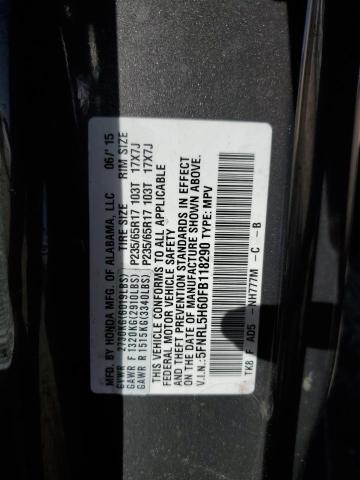 MFD. BY HONDA MFG. OF ALABAMA, LLC 06/'15
GVWR 2730KG(6019LBS) TIRE SIZE RIM SIZE
GAWR F 1320KG(2910LBS) P235/65R17 103T 17X7J
GAWR R 1515KG(3340LBS) P235/65R17 103T 17X7J
THIS VEHICLE CONFORMS TO ALL APPLICABLE
FEDERAL MOTOR VEHICLE SAFETY
AND THEFT PREVENTION STANDARDS IN EFFECT
ON THE DATE OF MANUFACTURE SHOWN ABOVE.
V.I.N.: 5FNRL5H60FB118290 TYPE: MPV
TK8 F AD5 -NH777M -C -B